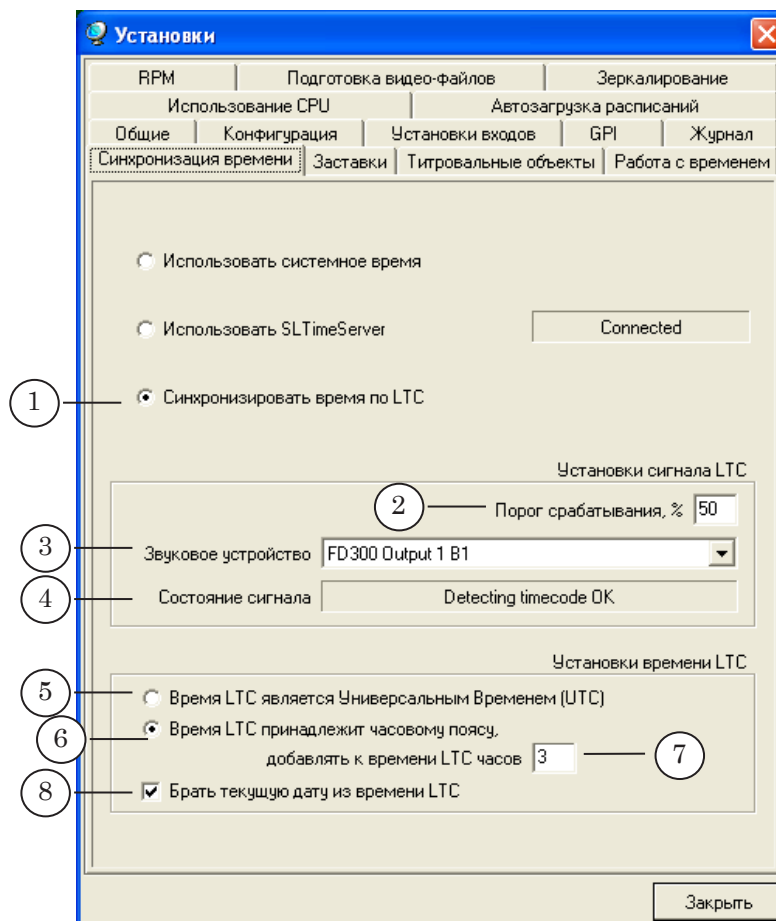 Установки
RPM Подготовка видео-файлов Зеркалирование
Использование CPU Автозагрузка расписаний
Общие Конфигурация Установки входов GPI Журнал
Синхронизация времени Заставки Титровальные объекты Работа с временем
Использовать системное время
Использовать SLTimeServer Connected
1 Синхронизировать время по LTC
Установки сигнала LTC
2 Порог срабатывания, % 50
3 Звуковое устройство FD300 Output 1 B1
4 Состояние сигнала Detecting timecode OK
Установки времени LTC
5 Время LTC является Универсальным Временем (UTC)
6 Время LTC принадлежит часовому поясу,
добавлять к времени LTC часов 3 7
8 Брать текущую дату из времени LTC
Закрыть